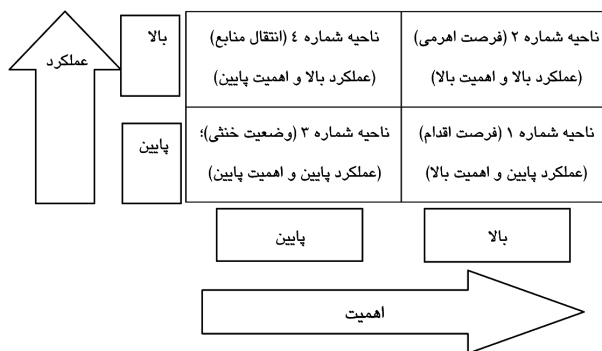 بالا
ناحیه شماره ٤ (انتقال منابع)
(عملکرد بالا و اهمیت پایین)
ناحیه شماره ٢ (فرصت اهرمی)
(عملکرد بالا و اهمیت بالا)
عملکرد
پایین
ناحیه شماره ٣ (وضعیت خنثی)؛
(عملکرد پایین و اهمیت پایین)
ناحیه شماره ١ (فرصت اقدام)
(عملکرد پایین و اهمیت بالا)
پایین
بالا
اهمیت